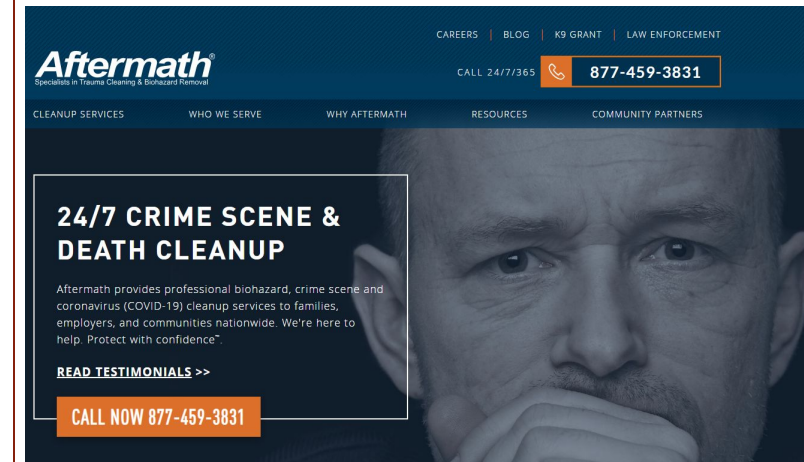 CAREERS | BLOG | K9 GRANT | LAW ENFORCEMENT
Aftermath®
Specialists in Trauma Cleaning & Biohazard Removal
CALL 24/7/365 877-459-3831
CLEANUP SERVICES WHO WE SERVE WHY AFTERMATH RESOURCES COMMUNITY PARTNERS
24/7 CRIME SCENE &
DEATH CLEANUP
Aftermath provides professional biohazard, crime scene and
coronavirus (COVID-19) cleanup services to families,
employers, and communities nationwide. We're here to
help. Protect with confidence℠.
READ TESTIMONIALS >>
CALL NOW 877-459-3831